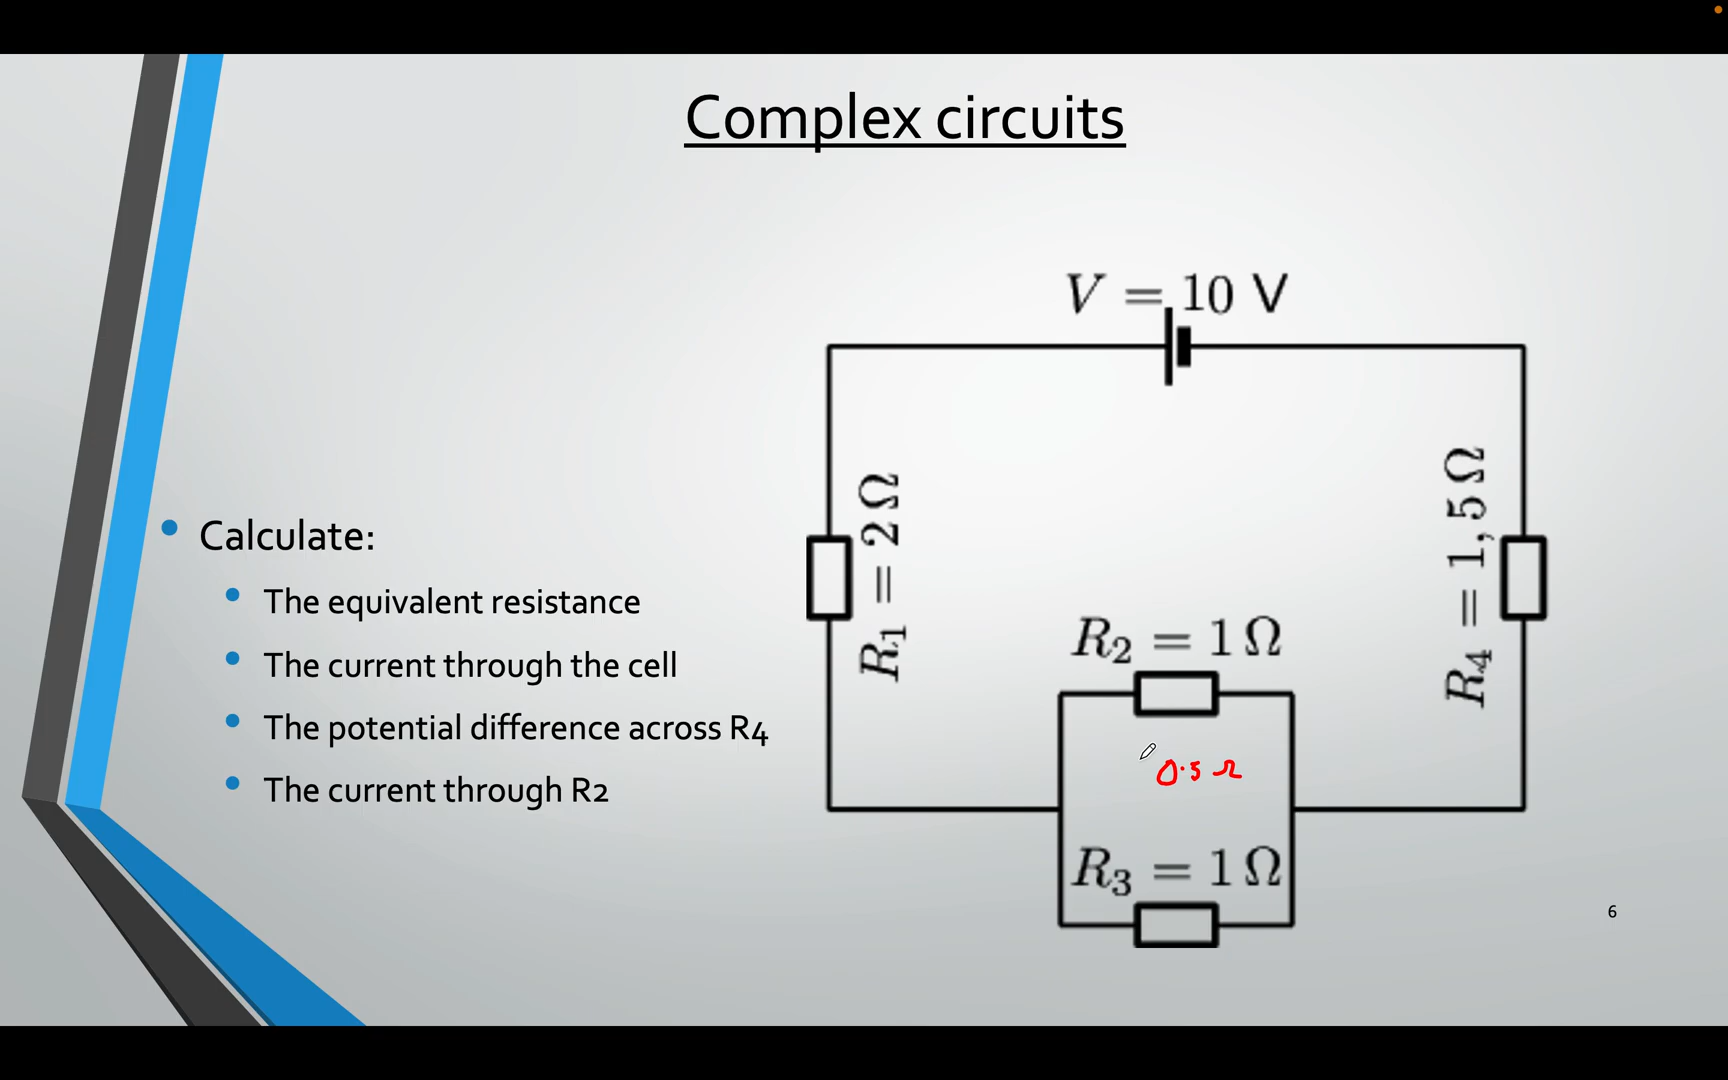 Complex circuits
V = 10 V
R₁ = 2 Ω
R₄ = 1,5 Ω
Calculate:
The equivalent resistance
The current through the cell
The potential difference across R4
The current through R2
R₂ = 1 Ω
0.5 Ω
R₃ = 1 Ω
6